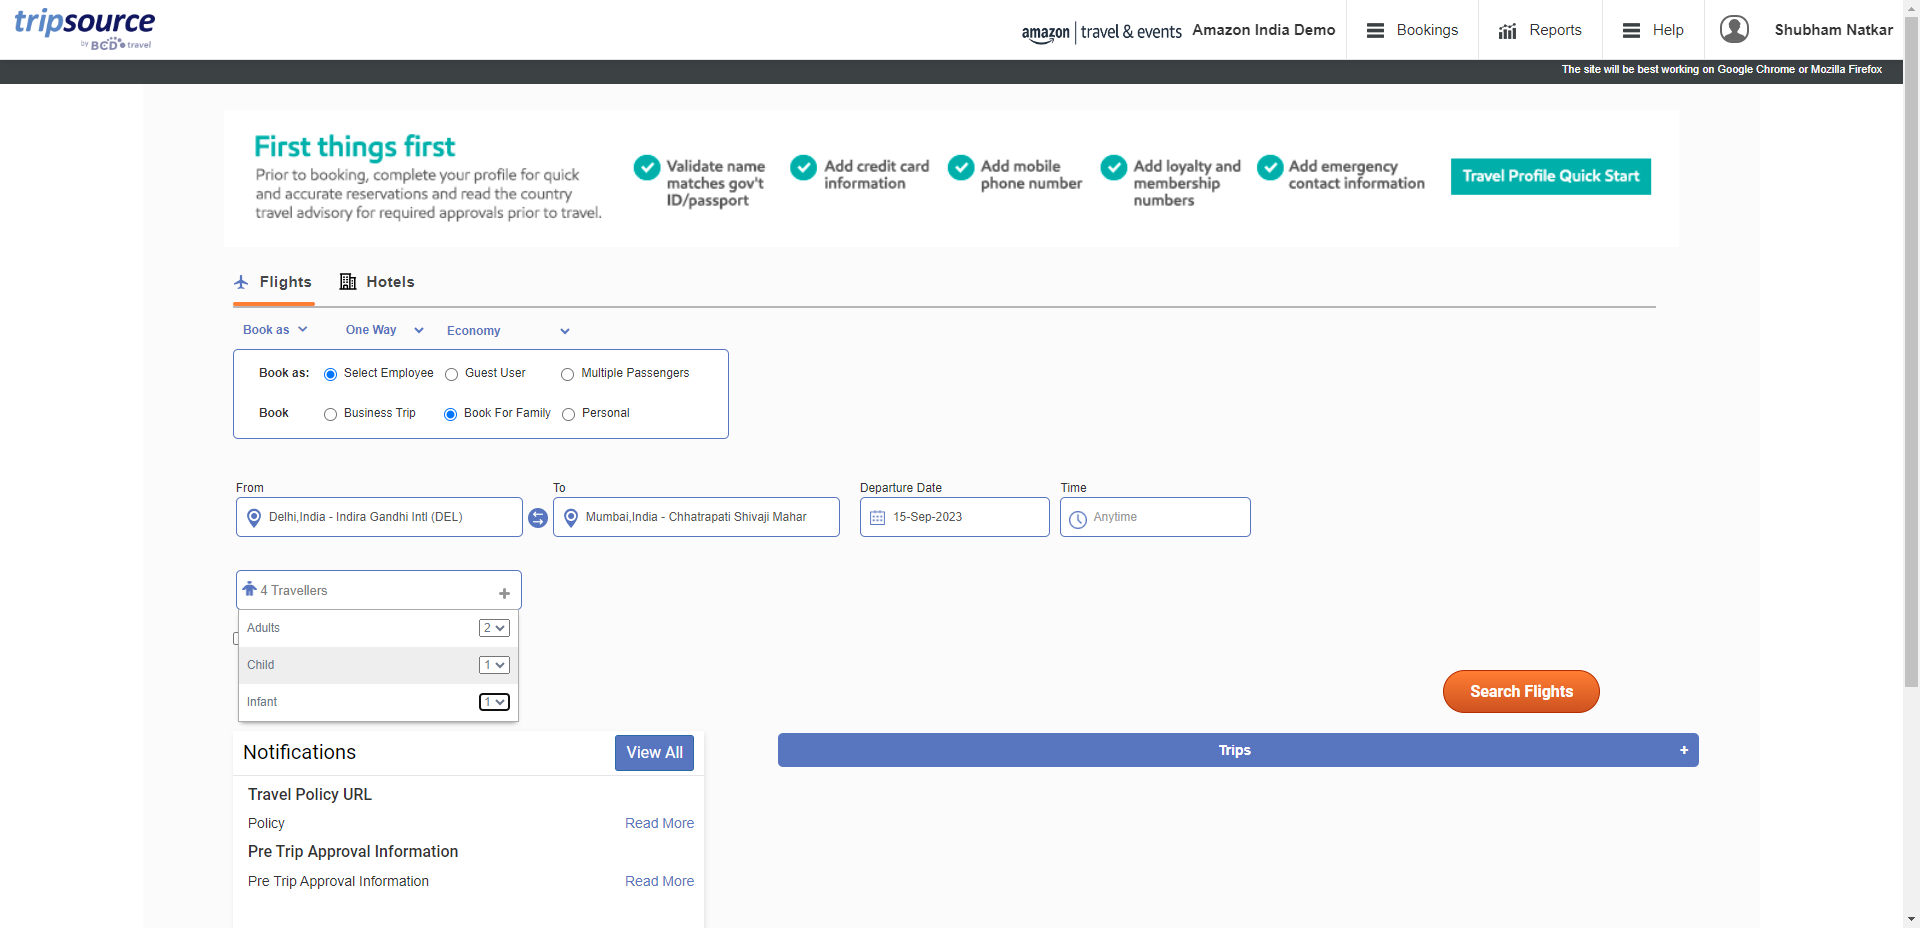 tripsource
by BCD travel
amazon | travel & events Amazon India Demo
Bookings
Reports
Help
Shubham Natkar
The site will be best working on Google Chrome or Mozilla Firefox
First things first
Prior to booking, complete your profile for quick
and accurate reservations and read the country
travel advisory for required approvals prior to travel.
Validate name
matches gov't
ID/passport
Add credit card
information
Add mobile
phone number
Add loyalty and
membership
numbers
Add emergency
contact information
Travel Profile Quick Start
Flights
Hotels
Book as
One Way
Economy
Book as: Select Employee Guest User Multiple Passengers
Book Business Trip Book For Family Personal
From
Delhi,India - Indira Gandhi Intl (DEL)
To
Mumbai,India - Chhatrapati Shivaji Mahar
Departure Date
15-Sep-2023
Time
Anytime
4 Travellers +
Adults 2
Child 1
Infant 1
Search Flights
Notifications
View All
Travel Policy URL
Policy Read More
Pre Trip Approval Information
Pre Trip Approval Information Read More
Trips +